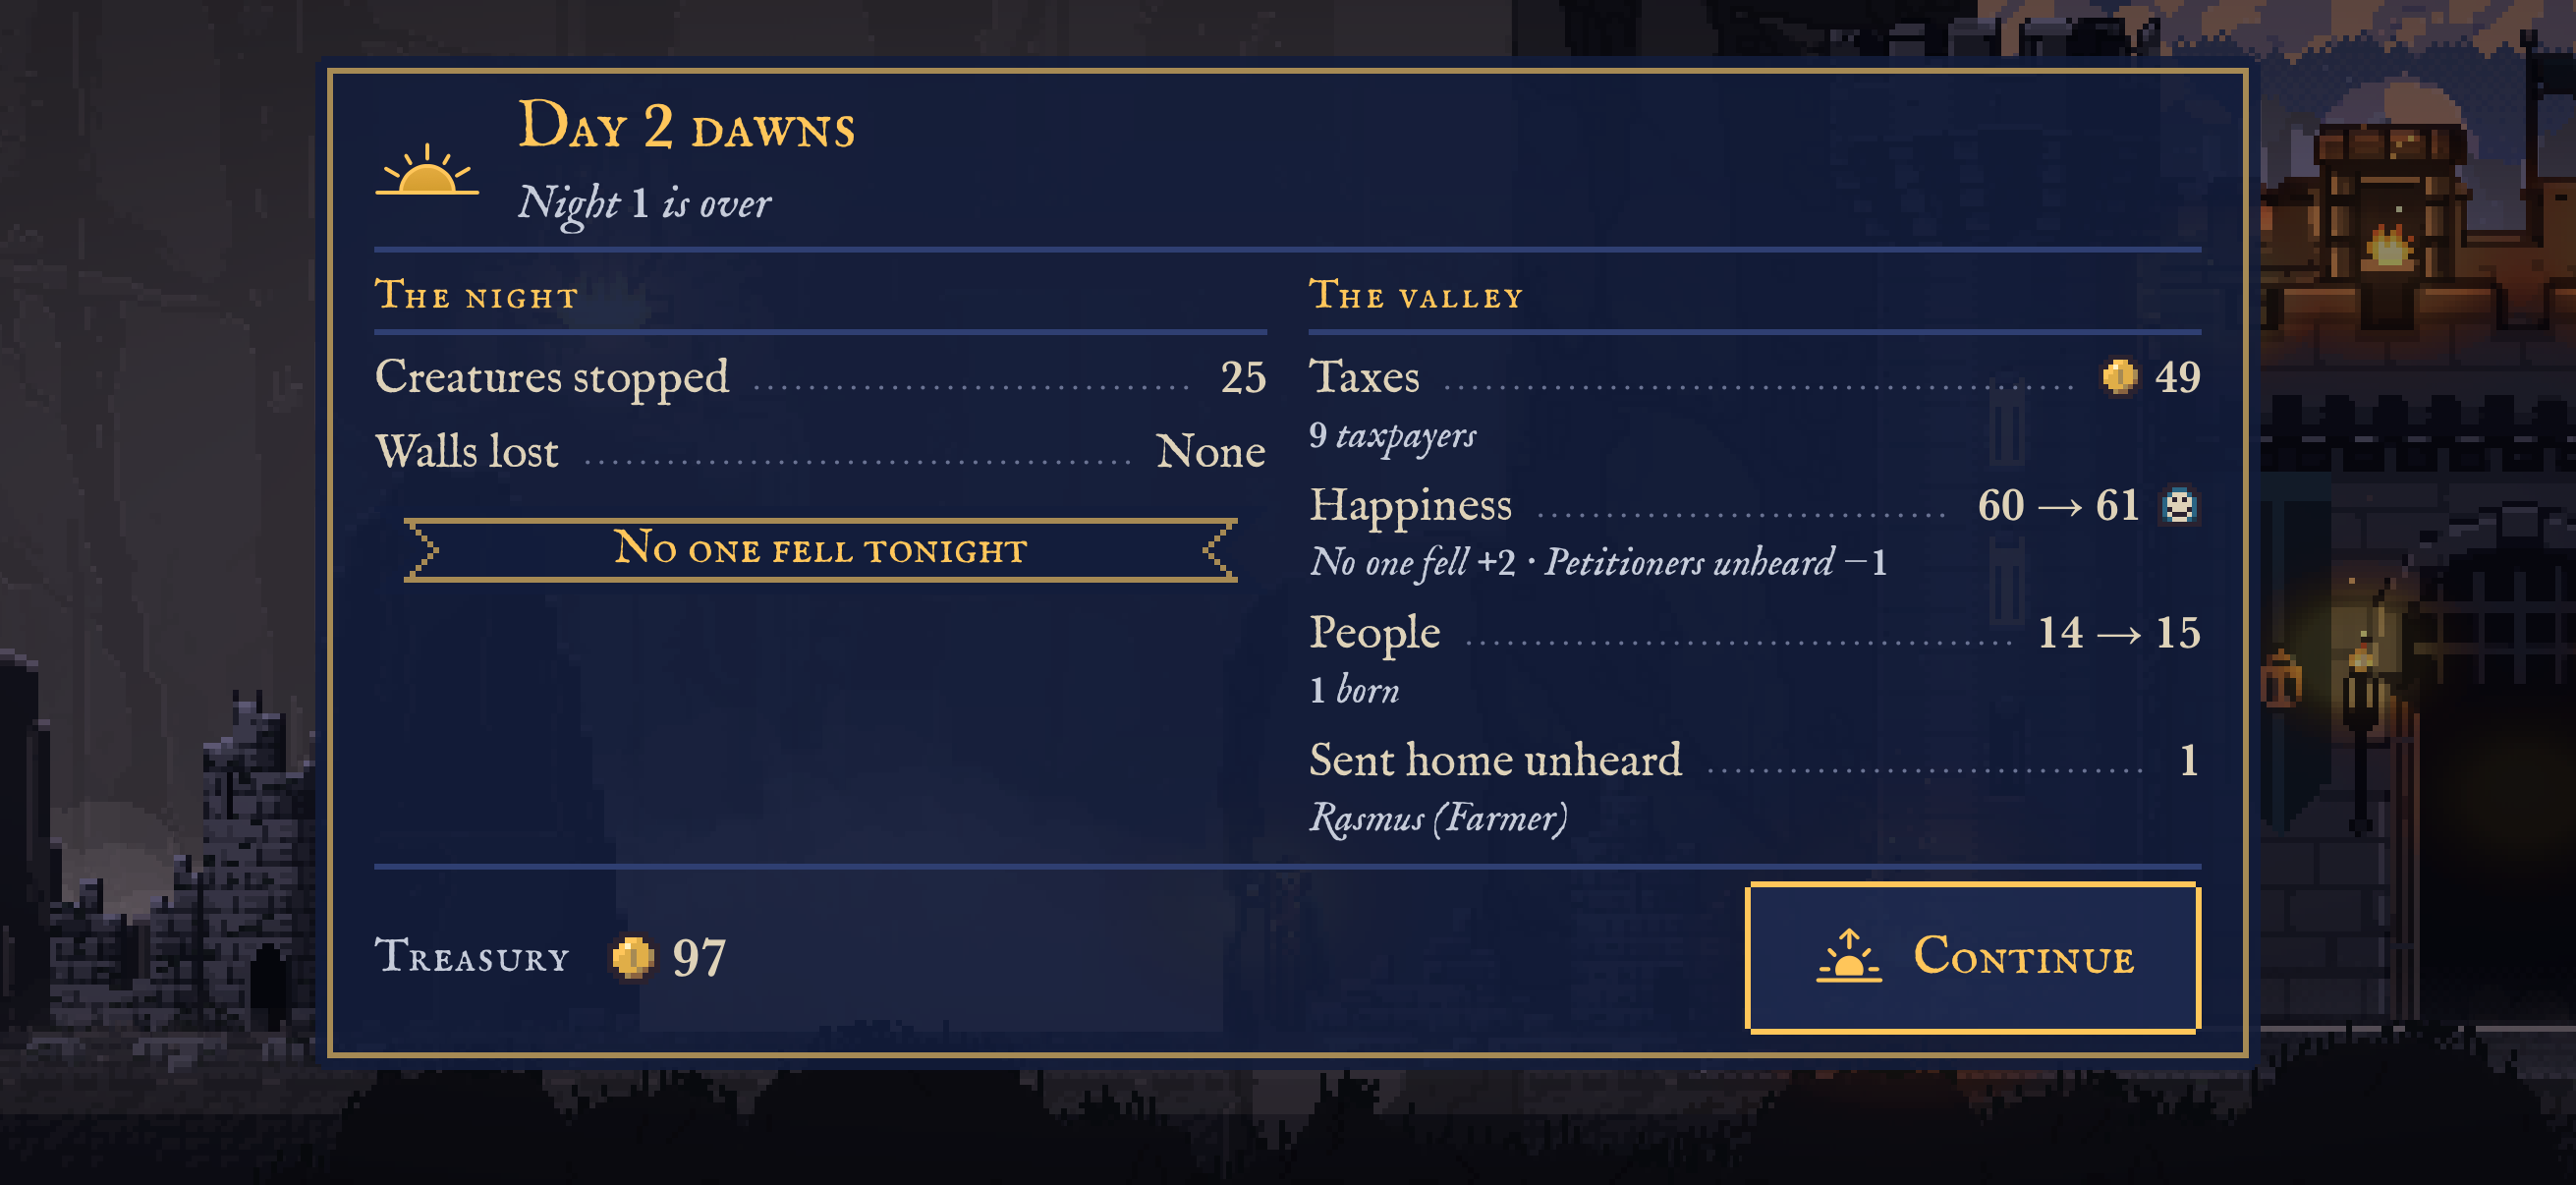 Day 2 dawns
Night 1 is over
The night
Creatures stopped 25
Walls lost None
No one fell tonight
The valley
Taxes 49
9 taxpayers
Happiness 60 → 61
No one fell +2 · Petitioners unheard −1
People 14 → 15
1 born
Sent home unheard 1
Rasmus (Farmer)
Treasury 97
Continue